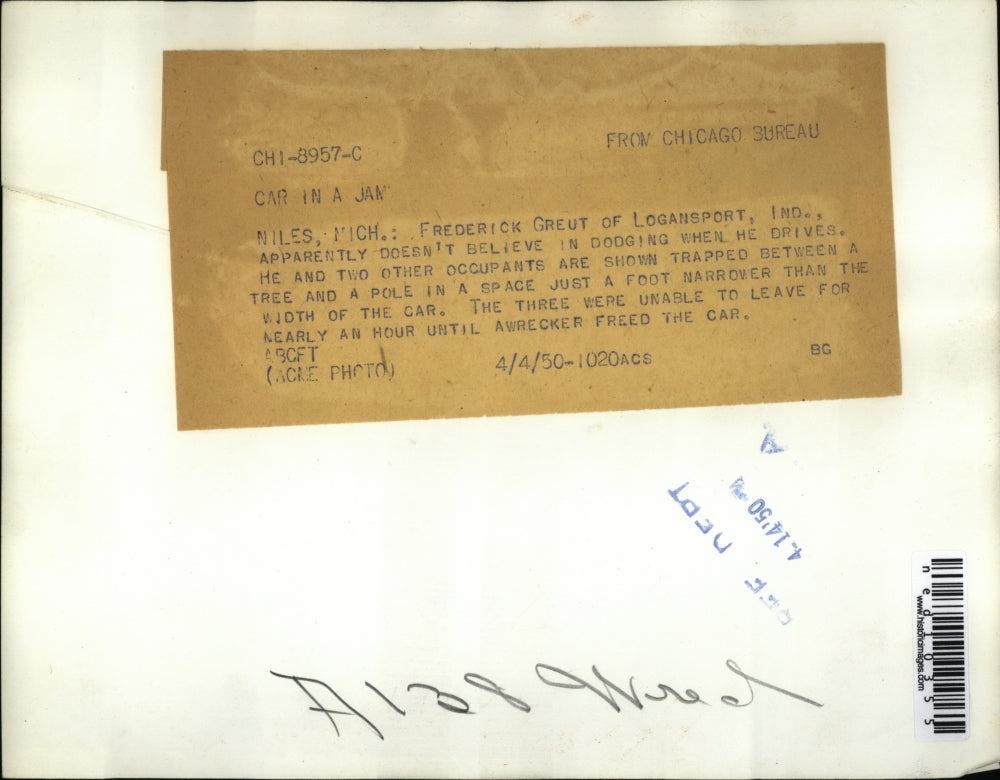 CHI-8957-C
FROM CHICAGO BUREAU
CAR IN A JAM
NILES, MICH.: FREDERICK GREUT OF LOGANSPORT, IND.,
APPARENTLY DOESN'T BELIEVE IN DODGING WHEN HE DRIVES.
HE AND TWO OTHER OCCUPANTS ARE SHOWN TRAPPED BETWEEN A
TREE AND A POLE IN A SPACE JUST A FOOT NARROWER THAN THE
WIDTH OF THE CAR. THE THREE WERE UNABLE TO LEAVE FOR
NEARLY AN HOUR UNTIL AWRECKER FREED THE CAR.
ABCFT
(ACME PHOTO)
4/4/50-1020ACS
BG
A
4-14'50
REF DEPT
A138 Wred
ned10355
www.historicimages.com